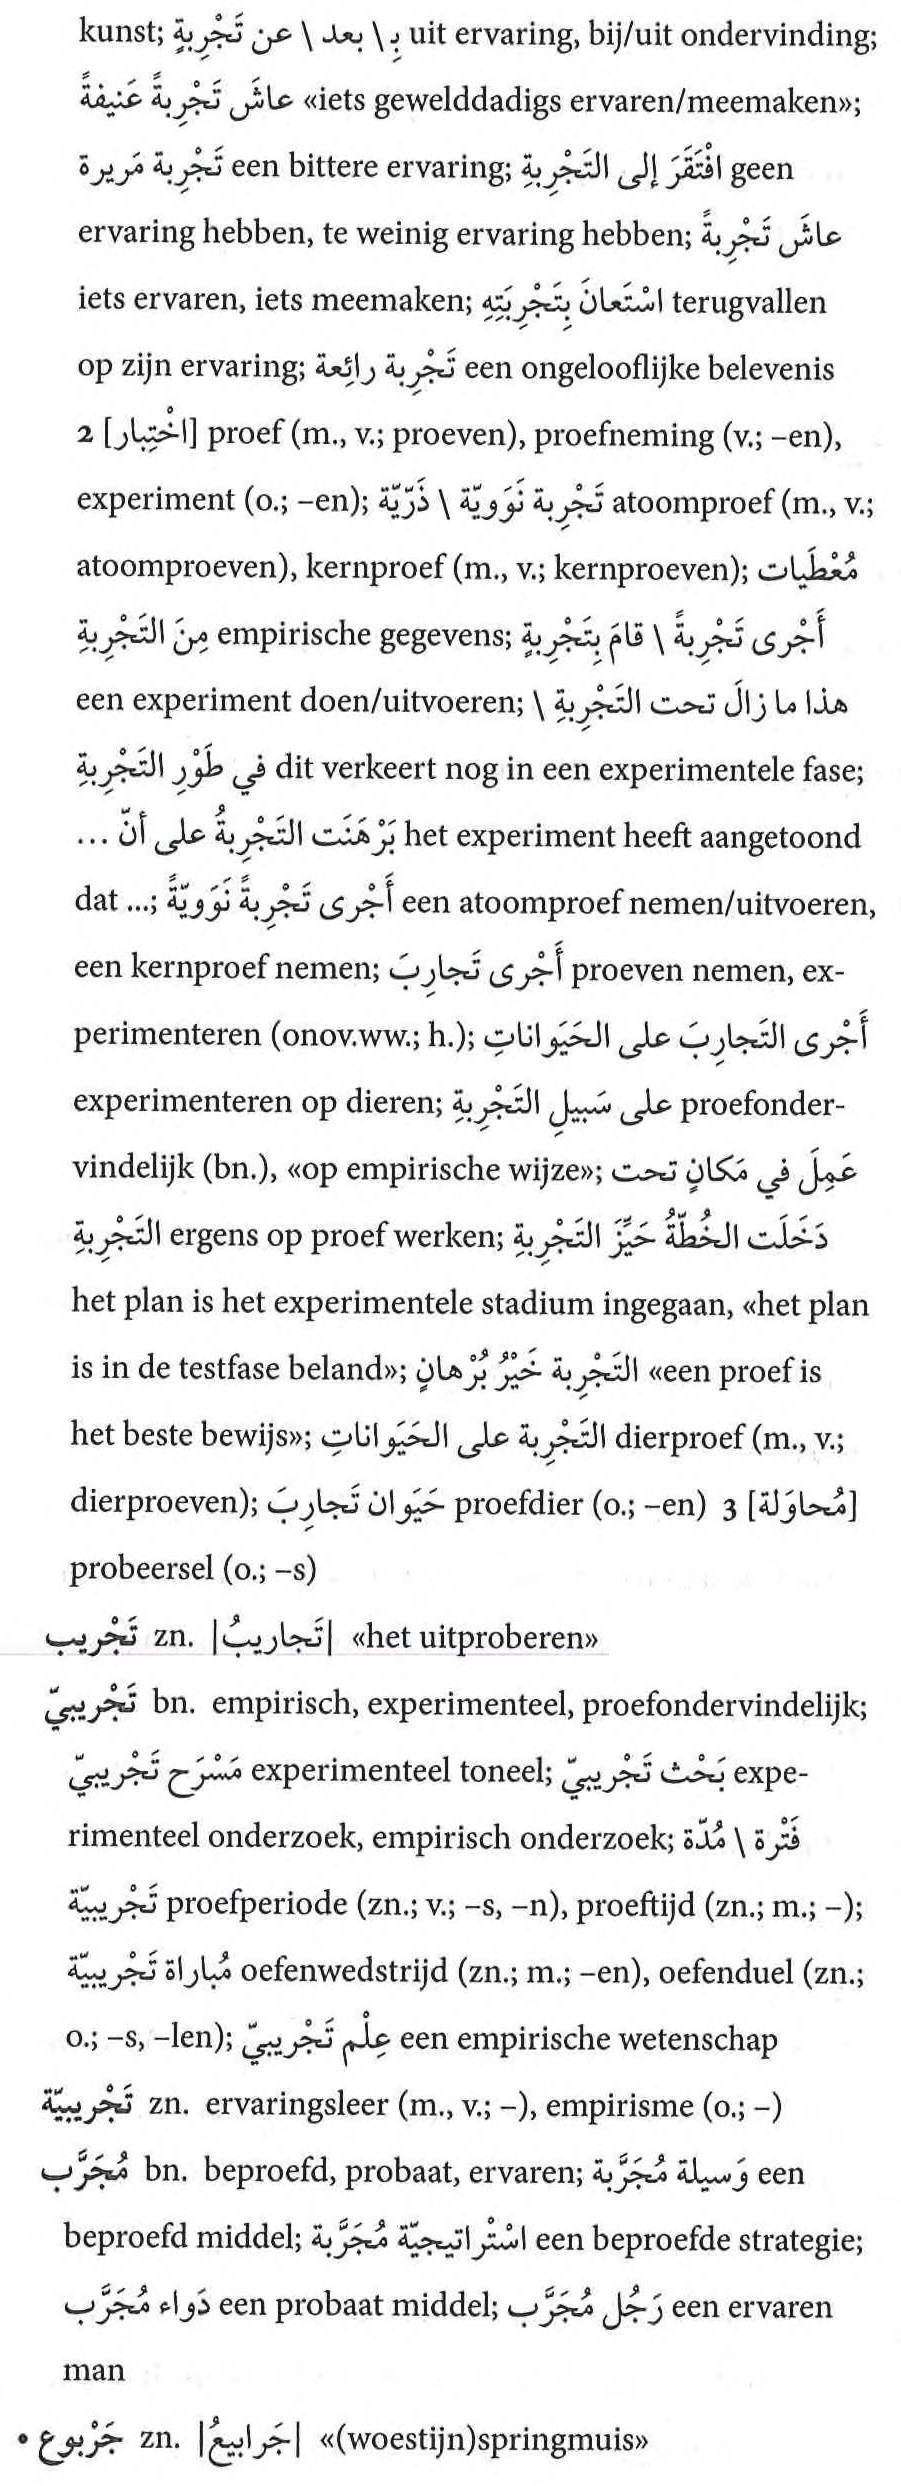 kunst; بِـ \ بعد \ عن تَجْرِبةٍ uit ervaring, bij/uit ondervinding;
عاشَ تَجْرِبةً عَنيفةً «iets gewelddadigs ervaren/meemaken»;
تَجْرِبة مَريرة een bittere ervaring; افْتَقَرَ إلى التَجْرِبةِ geen
ervaring hebben, te weinig ervaring hebben; عاشَ تَجْرِبةً
iets ervaren, iets meemaken; اسْتَعانَ بِتَجْرِبَتِهِ terugvallen
op zijn ervaring; تَجْرِبة رائِعة een ongelooflijke belevenis
2 [اخْتِبار] proef (m., v.; proeven), proefneming (v.; –en),
experiment (o.; –en); تَجْرِبة نَوَويّة \ ذَرّيّة atoomproef (m., v.;
atoomproeven), kernproef (m., v.; kernproeven); مُعْطَيات
مِنَ التَجْرِبةِ empirische gegevens; أَجْرى تَجْرِبةً \ قامَ بِتَجْرِبةٍ
een experiment doen/uitvoeren; هذا ما زالَ تحت التَجْرِبةِ \
في طَوْرِ التَجْرِبةِ dit verkeert nog in een experimentele fase;
بَرْهَنَت التَجْرِبةُ على أنّ ... het experiment heeft aangetoond
dat ...; أَجْرى تَجْرِبةً نَوَويّةً een atoomproef nemen/uitvoeren,
een kernproef nemen; أَجْرى تَجارِبَ proeven nemen, ex-
perimenteren (onov.ww.; h.); أَجْرى التَجارِبَ على الحَيَواناتِ
experimenteren op dieren; على سَبيلِ التَجْرِبةِ proefonder-
vindelijk (bn.), «op empirische wijze»; عَمِلَ في مَكانٍ تحت
التَجْرِبةِ ergens op proef werken; دَخَلَت الخُطّةُ حَيِّزَ التَجْرِبةِ
het plan is het experimentele stadium ingegaan, «het plan
is in de testfase beland»; التَجْرِبة خَيْرُ بُرْهانٍ «een proef is
het beste bewijs»; التَجْرِبة على الحَيَواناتِ dierproef (m., v.;
dierproeven); حَيَوان تَجارِبَ proefdier (o.; –en) 3 [مُحاوَلة]
probeersel (o.; –s)
تَجْريب zn. |تَجاريبُ| «het uitproberen»
تَجْريبيّ bn. empirisch, experimenteel, proefondervindelijk;
مَسْرَح تَجْريبيّ experimenteel toneel; بَحْث تَجْريبيّ expe-
rimenteel onderzoek, empirisch onderzoek; فَتْرة \ مُدّة
تَجْريبيّة proefperiode (zn.; v.; –s, –n), proeftijd (zn.; m.; –);
مُباراة تَجْريبيّة oefenwedstrijd (zn.; m.; –en), oefenduel (zn.;
o.; –s, –len); عِلْم تَجْريبيّ een empirische wetenschap
تَجْريبيّة zn. ervaringsleer (m., v.; –), empirisme (o.; –)
مُجَرَّب bn. beproefd, probaat, ervaren; وَسيلة مُجَرَّبة een
beproefd middel; اسْتْراتيجيّة مُجَرَّبة een beproefde strategie;
دَواء مُجَرَّب een probaat middel; رَجُل مُجَرَّب een ervaren
man
• جَرْبوع zn. |جَرابيعُ| «(woestijn)springmuis»